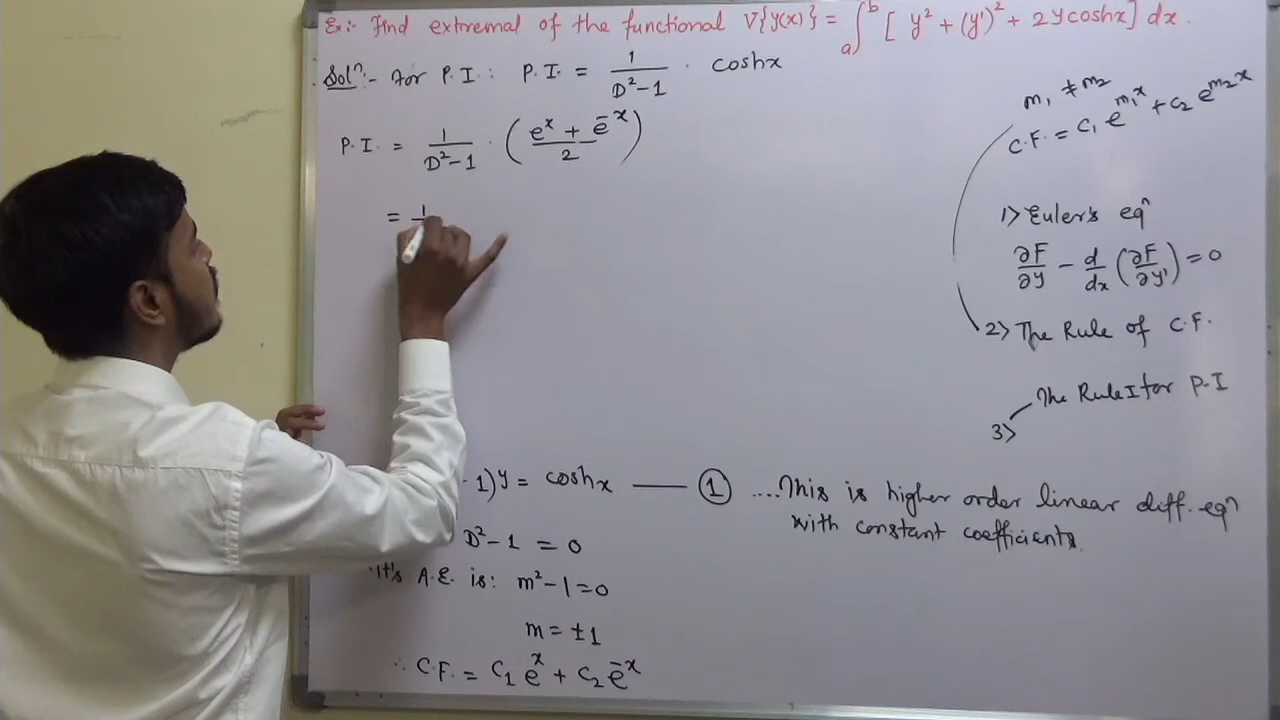 Ex:- Find extremal of the functional V{y(x)} = ∫ₐᵇ [ y² + (y')² + 2y coshx ] dx.
Solⁿ:- For P.I.: P.I. = 1/(D²-1) · coshx
P.I. = 1/(D²-1) · ( (eˣ + e⁻ˣ)/2 )
= 1
-1)y = coshx —— ① ....This is higher order linear diff. eqⁿ
with constant coefficients.
D²-1 = 0
It's A.E. is: m²-1=0
m = ±1
∴ C.F. = C₁ eˣ + C₂ e⁻ˣ
m₁ ≠ m₂
C.F. = C₁ e^{m₁x} + C₂ e^{m₂x}
1> Euler's eqⁿ
∂F/∂y - d/dx (∂F/∂y') = 0
2> The Rule of C.F.
The Rule I for P.I
3>